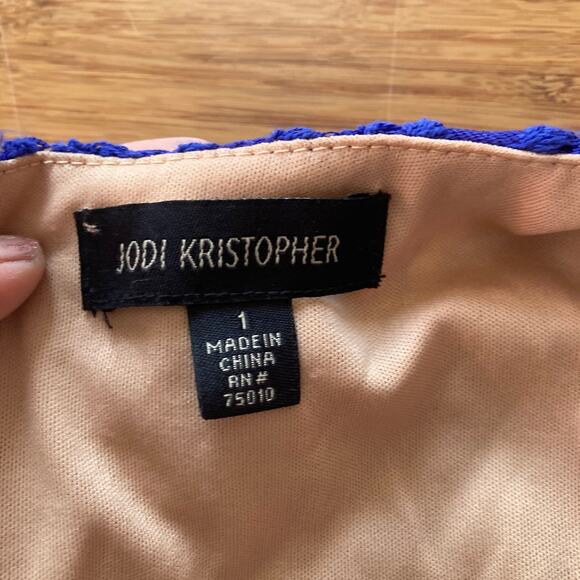 JODI KRISTOPHER
1
MADE IN
CHINA
RN#
75010